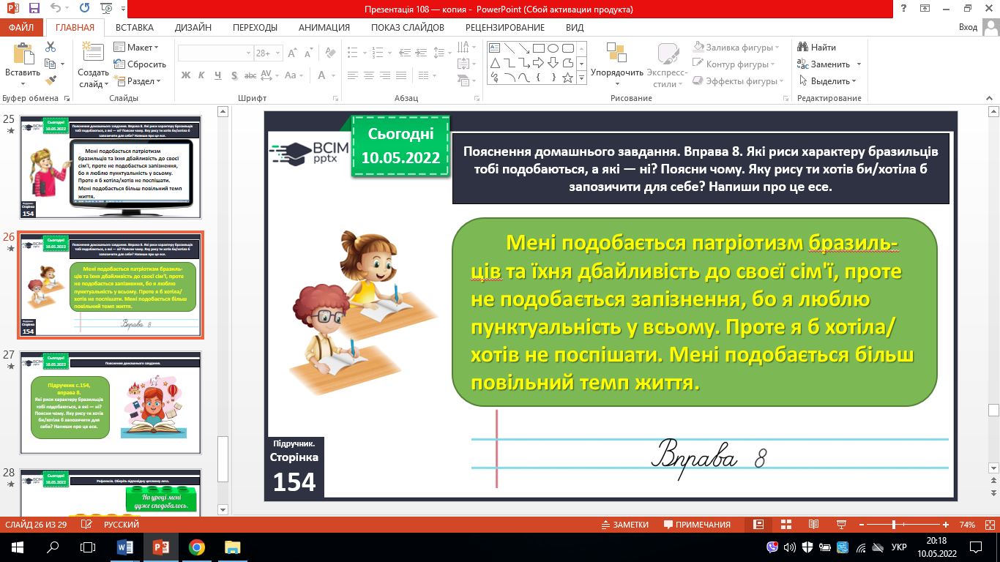 Презентація 108 — копия - PowerPoint (Сбой активации продукта)
ФАЙЛ ГЛАВНАЯ ВСТАВКА ДИЗАЙН ПЕРЕХОДЫ АНИМАЦИЯ ПОКАЗ СЛАЙДОВ РЕЦЕНЗИРОВАНИЕ ВИД Вход
Вставить
Буфер обмена
Создать слайд
Макет
Сбросить
Раздел
Слайды
28+
Ж К Ч S abc AV Aa А
Шрифт
Абзац
Упорядочить
Экспресс-стили
Заливка фигуры
Контур фигуры
Эффекты фигуры
Рисование
Найти
Заменить
Выделить
Редактирование
25
Сьогодні
10.05.2022
BCIM
pptx
Пояснення домашнього завдання. Вправа 8. Які риси характеру бразильців
тобі подобаються, а які — ні? Поясни чому. Яку рису ти хотів би/хотіла б
запозичити для себе? Напиши про це есе.
Мені подобається патріотизм
бразильців та їхня дбайливість до своєї
сім'ї, проте не подобається запізнення,
бо я люблю пунктуальність у всьому.
Проте я б хотіла/хотів не поспішати.
Мені подобається більш повільний темп
життя.
Підручник.
Сторінка
154
26
Сьогодні
10.05.2022
BCIM
pptx
Пояснення домашнього завдання. Вправа 8. Які риси характеру бразильців
тобі подобаються, а які — ні? Поясни чому. Яку рису ти хотів би/хотіла б
запозичити для себе? Напиши про це есе.
Мені подобається патріотизм бразиль-
ців та їхня дбайливість до своєї сім'ї, проте
не подобається запізнення, бо я люблю
пунктуальність у всьому. Проте я б хотіла/
хотів не поспішати. Мені подобається більш
повільний темп життя.
Вправа 8
Підручник.
Сторінка
154
27
Сьогодні
10.05.2022
BCIM
pptx
Пояснення домашнього завдання.
Підручник с.154,
вправа 8.
Які риси характеру бразильців
тобі подобаються, а які — ні?
Поясни чому. Яку рису ти хотів
би/хотіла б запозичити для
себе? Напиши про це есе.
28
Сьогодні
10.05.2022
BCIM
pptx
Рефлексія. Оберіть відповідну цеглинку лего.
На уроці мені
дуже сподобалось.
BCIM
pptx
Сьогодні
10.05.2022
Пояснення домашнього завдання. Вправа 8. Які риси характеру бразильців
тобі подобаються, а які — ні? Поясни чому. Яку рису ти хотів би/хотіла б
запозичити для себе? Напиши про це есе.
Мені подобається патріотизм бразиль-
ців та їхня дбайливість до своєї сім'ї, проте
не подобається запізнення, бо я люблю
пунктуальність у всьому. Проте я б хотіла/
хотів не поспішати. Мені подобається більш
повільний темп життя.
Вправа 8
Підручник.
Сторінка
154
СЛАЙД 26 ИЗ 29 РУССКИЙ ЗАМЕТКИ ПРИМЕЧАНИЯ 74%
УКР
20:18
10.05.2022